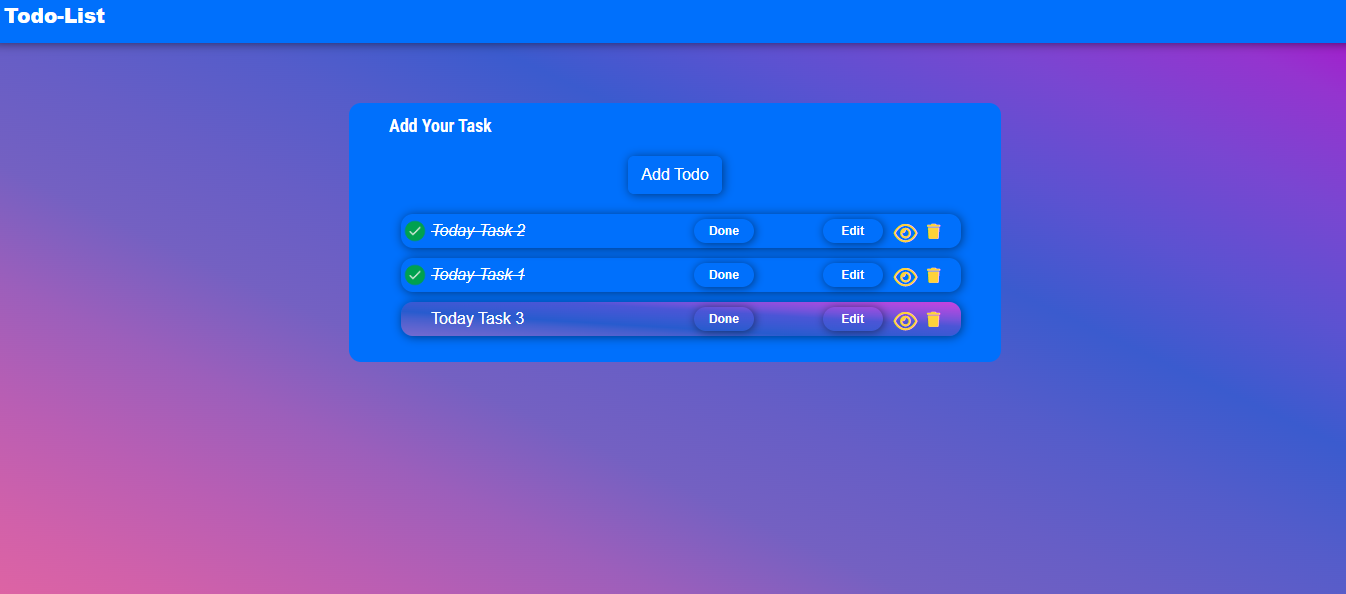 Todo-List
Add Your Task
Add Todo
Today Task 2 Done Edit
Today Task 1 Done Edit
Today Task 3 Done Edit